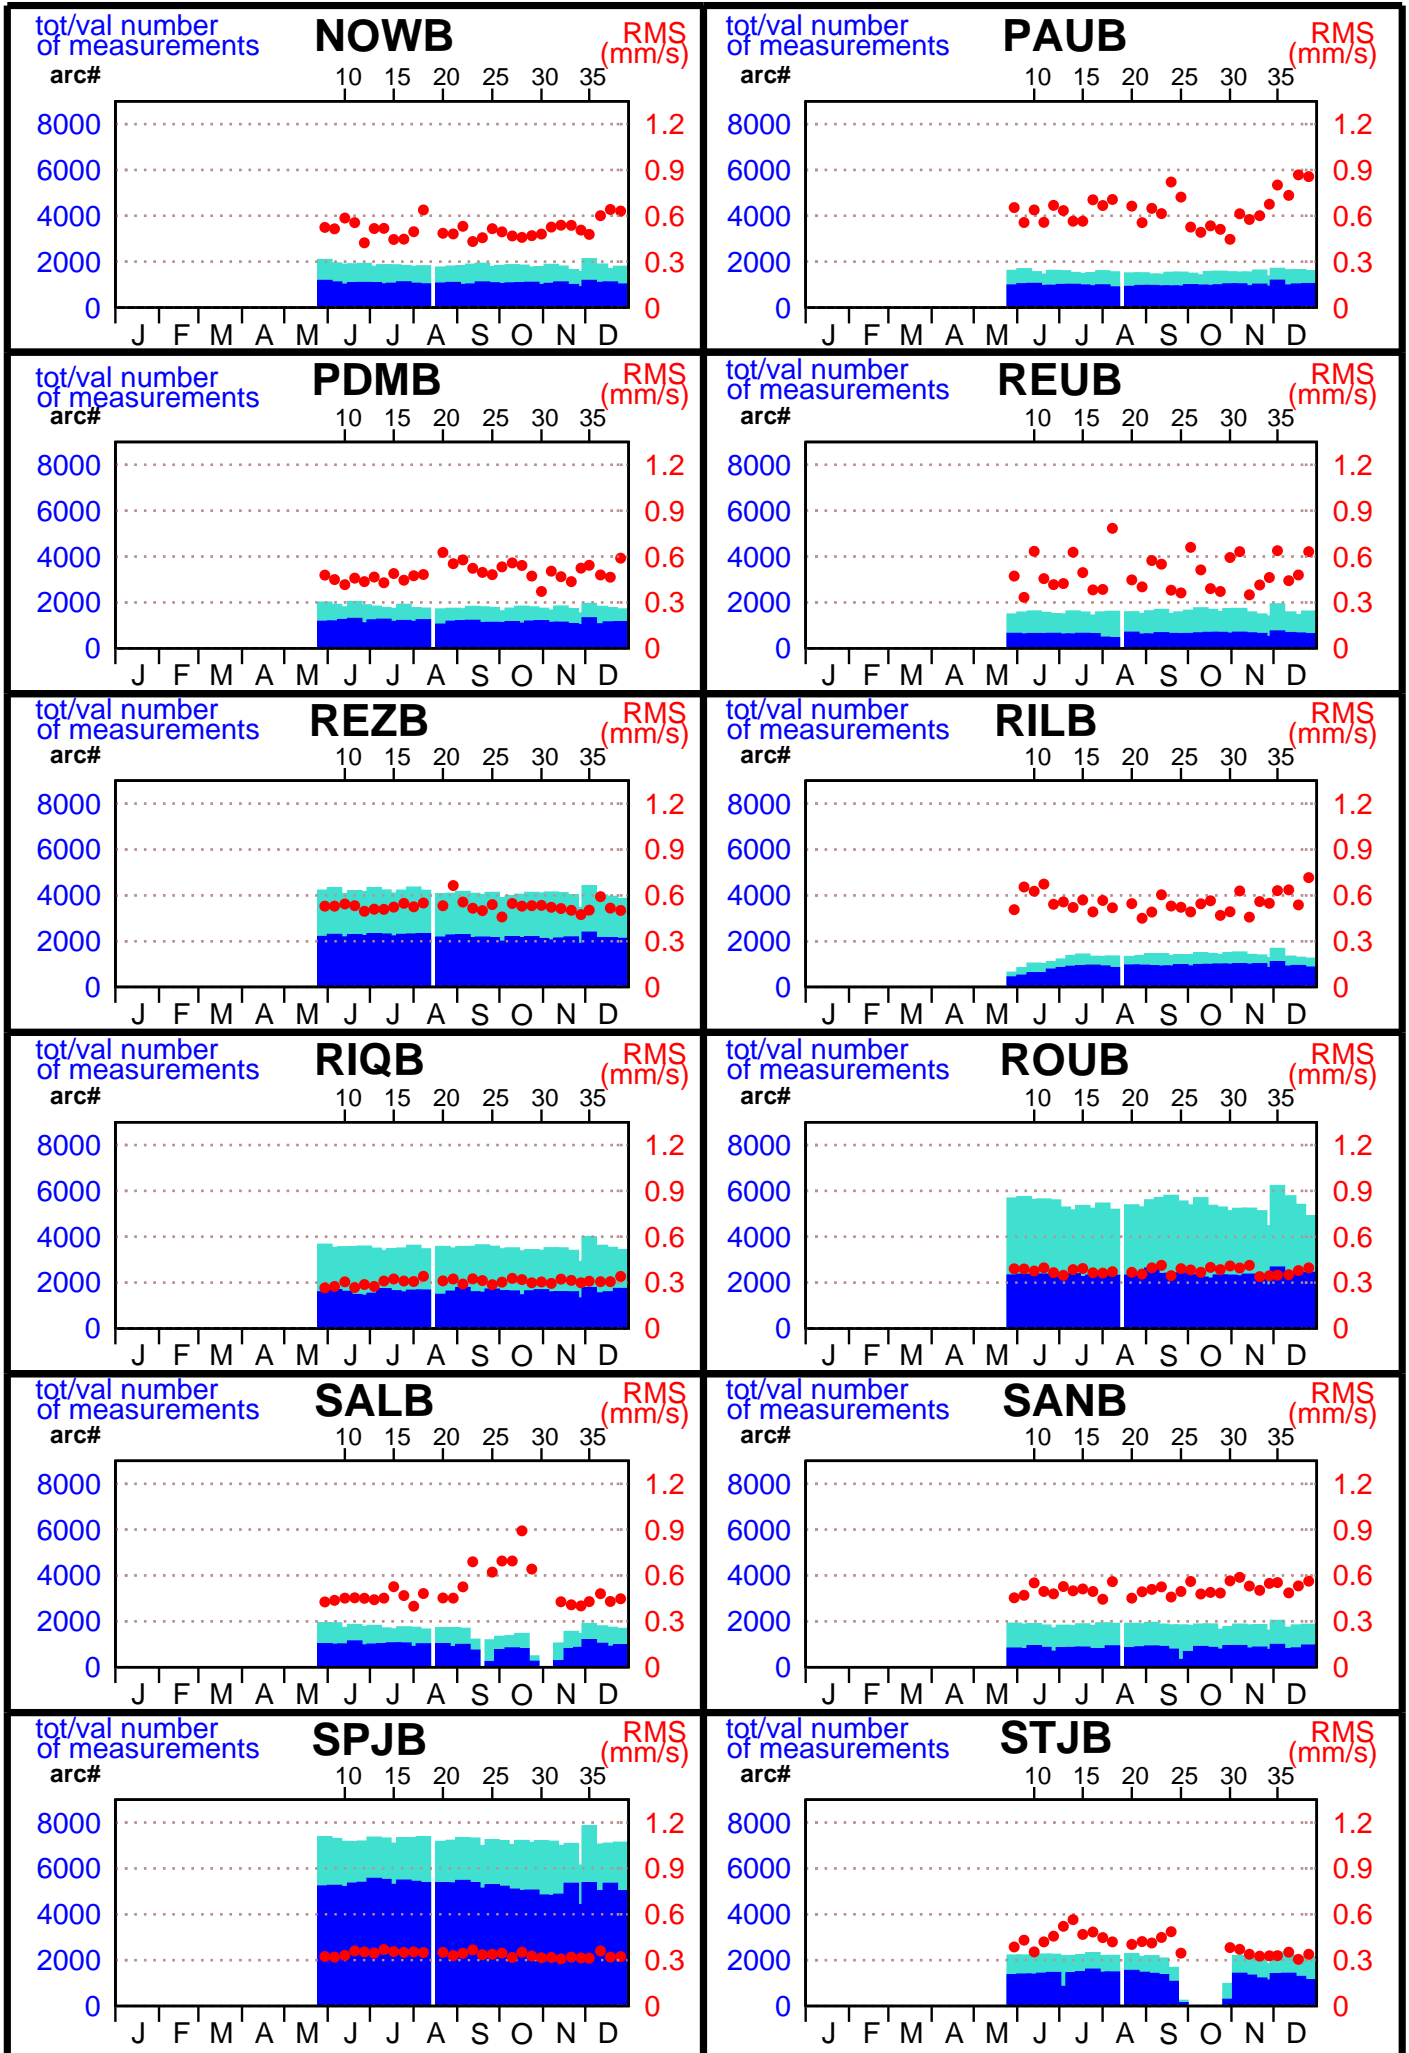 tot/val number
of measurements
NOWB
RMS
(mm/s)
arc#
10 15 20 25 30 35
8000 1.2
6000 0.9
4000 0.6
2000 0.3
0 0
J F M A M J J A S O N D
tot/val number
of measurements
PAUB
RMS
(mm/s)
arc#
10 15 20 25 30 35
8000 1.2
6000 0.9
4000 0.6
2000 0.3
0 0
J F M A M J J A S O N D
tot/val number
of measurements
PDMB
RMS
(mm/s)
arc#
10 15 20 25 30 35
8000 1.2
6000 0.9
4000 0.6
2000 0.3
0 0
J F M A M J J A S O N D
tot/val number
of measurements
REUB
RMS
(mm/s)
arc#
10 15 20 25 30 35
8000 1.2
6000 0.9
4000 0.6
2000 0.3
0 0
J F M A M J J A S O N D
tot/val number
of measurements
REZB
RMS
(mm/s)
arc#
10 15 20 25 30 35
8000 1.2
6000 0.9
4000 0.6
2000 0.3
0 0
J F M A M J J A S O N D
tot/val number
of measurements
RILB
RMS
(mm/s)
arc#
10 15 20 25 30 35
8000 1.2
6000 0.9
4000 0.6
2000 0.3
0 0
J F M A M J J A S O N D
tot/val number
of measurements
RIQB
RMS
(mm/s)
arc#
10 15 20 25 30 35
8000 1.2
6000 0.9
4000 0.6
2000 0.3
0 0
J F M A M J J A S O N D
tot/val number
of measurements
ROUB
RMS
(mm/s)
arc#
10 15 20 25 30 35
8000 1.2
6000 0.9
4000 0.6
2000 0.3
0 0
J F M A M J J A S O N D
tot/val number
of measurements
SALB
RMS
(mm/s)
arc#
10 15 20 25 30 35
8000 1.2
6000 0.9
4000 0.6
2000 0.3
0 0
J F M A M J J A S O N D
tot/val number
of measurements
SANB
RMS
(mm/s)
arc#
10 15 20 25 30 35
8000 1.2
6000 0.9
4000 0.6
2000 0.3
0 0
J F M A M J J A S O N D
tot/val number
of measurements
SPJB
RMS
(mm/s)
arc#
10 15 20 25 30 35
8000 1.2
6000 0.9
4000 0.6
2000 0.3
0 0
J F M A M J J A S O N D
tot/val number
of measurements
STJB
RMS
(mm/s)
arc#
10 15 20 25 30 35
8000 1.2
6000 0.9
4000 0.6
2000 0.3
0 0
J F M A M J J A S O N D